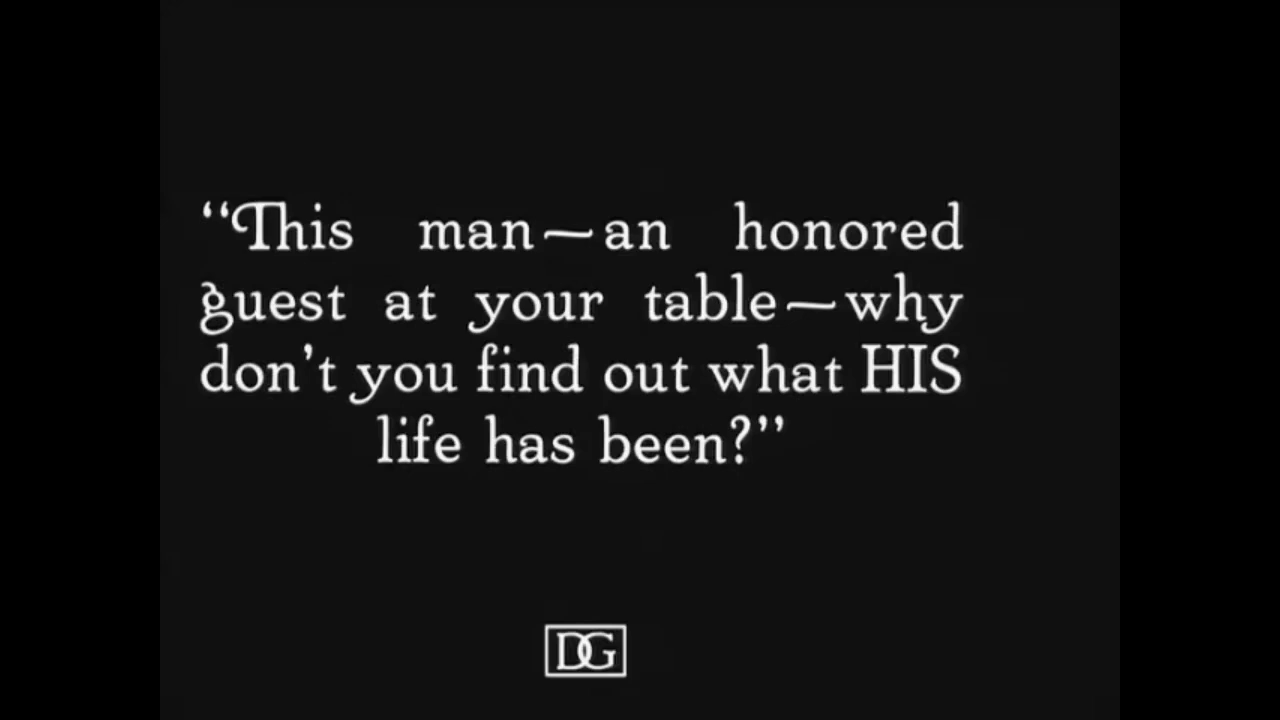 “This man—an honored
guest at your table—why
don’t you find out what HIS
life has been?”
DG